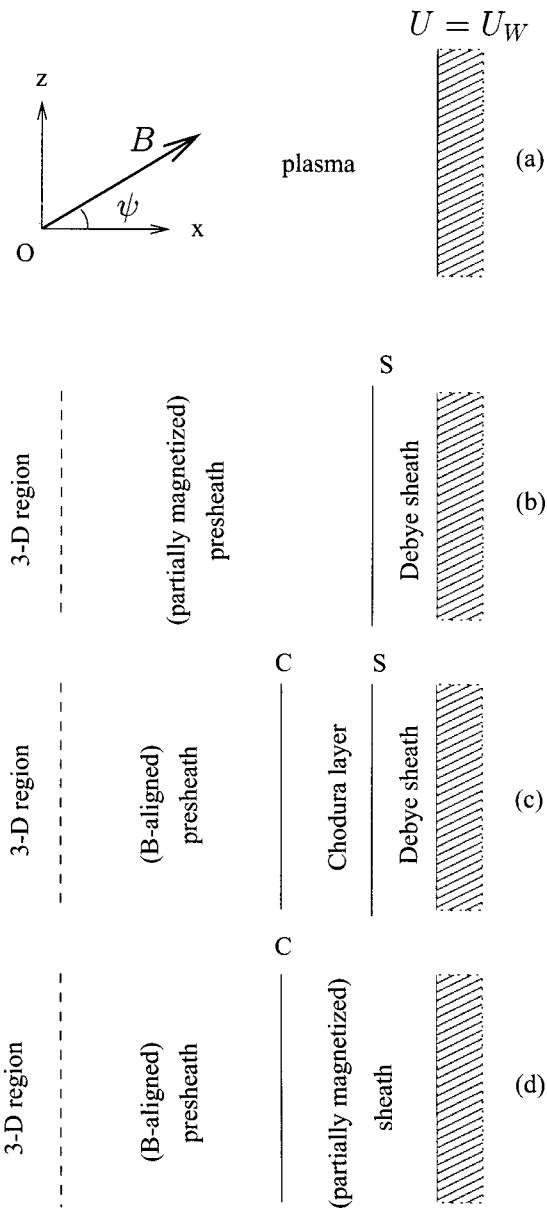 U = U_W
z
B
ψ
x
O
plasma
(a)
S
3-D region
(partially magnetized)
presheath
Debye sheath
(b)
C
S
3-D region
(B-aligned)
presheath
Chodura layer
Debye sheath
(c)
C
3-D region
(B-aligned)
presheath
(partially magnetized)
sheath
(d)